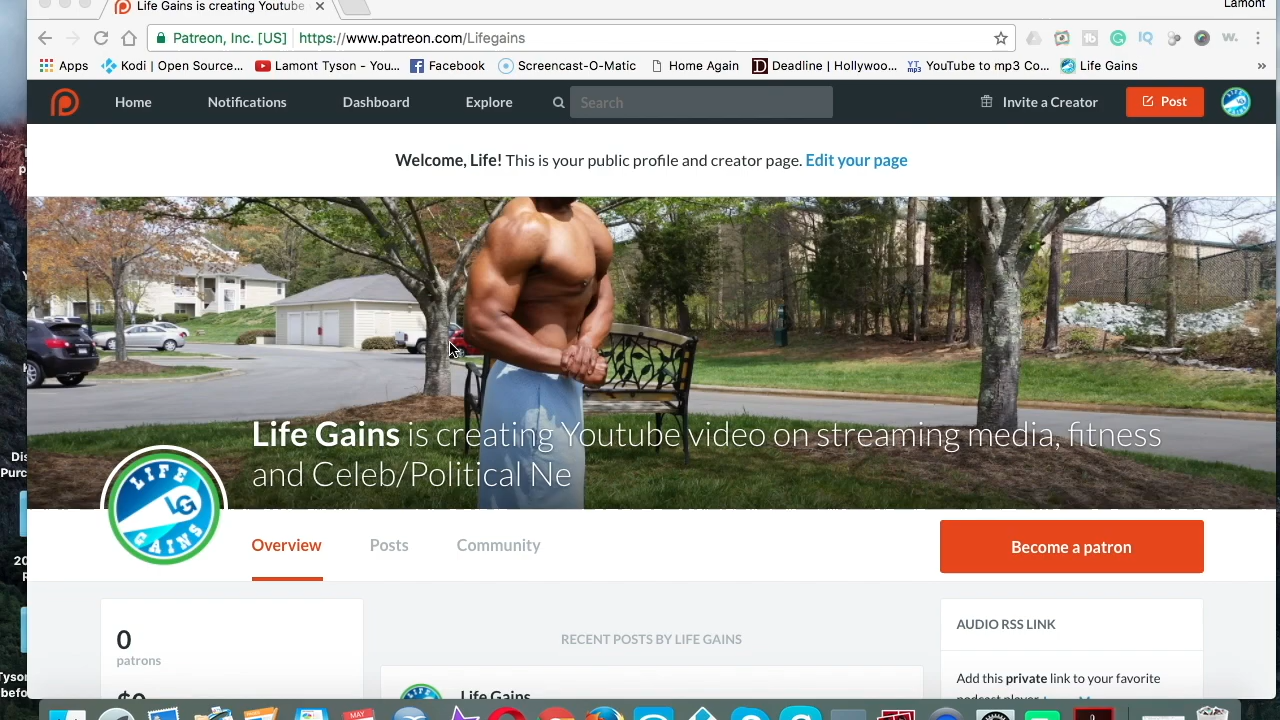 Life Gains is creating Youtube
Lamont
Patreon, Inc. [US] https://www.patreon.com/Lifegains
Apps Kodi | Open Source... Lamont Tyson - You... Facebook Screencast-O-Matic Home Again Deadline | Hollywoo... YouTube to mp3 Co... Life Gains »
Home Notifications Dashboard Explore Search Invite a Creator Post
Welcome, Life! This is your public profile and creator page. Edit your page
Life Gains is creating Youtube video on streaming media, fitness
and Celeb/Political Ne
LIFE
LG
GAINS
Overview Posts Community Become a patron
0
patrons
RECENT POSTS BY LIFE GAINS
AUDIO RSS LINK
Life Gains
Add this private link to your favorite
MAY